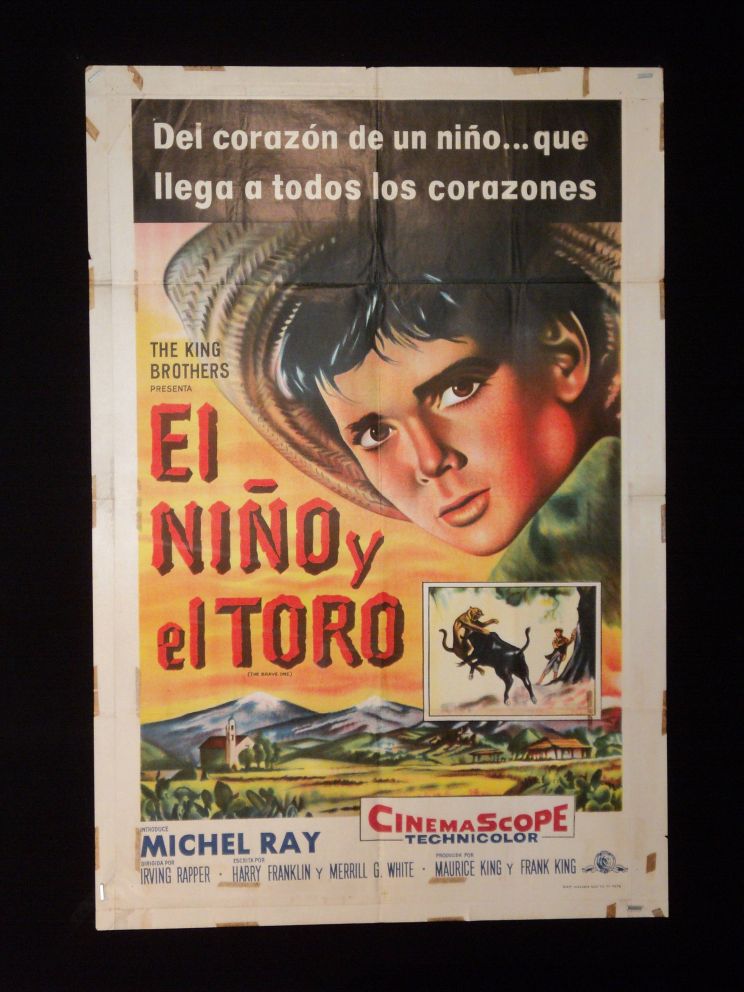 Del corazón de un niño...que
llega a todos los corazones
THE KING
BROTHERS
PRESENTA
El
NIÑO y
el TORO
(THE BRAVE ONE)
INTRODUCE
MICHEL RAY
CINEMASCOPE
TECHNICOLOR
DIRIGIDA POR
IRVING RAPPER ·
ESCRITA POR
HARRY FRANKLIN Y MERRILL G. WHITE ·
PRODUCIDA POR
MAURICE KING Y FRANK KING